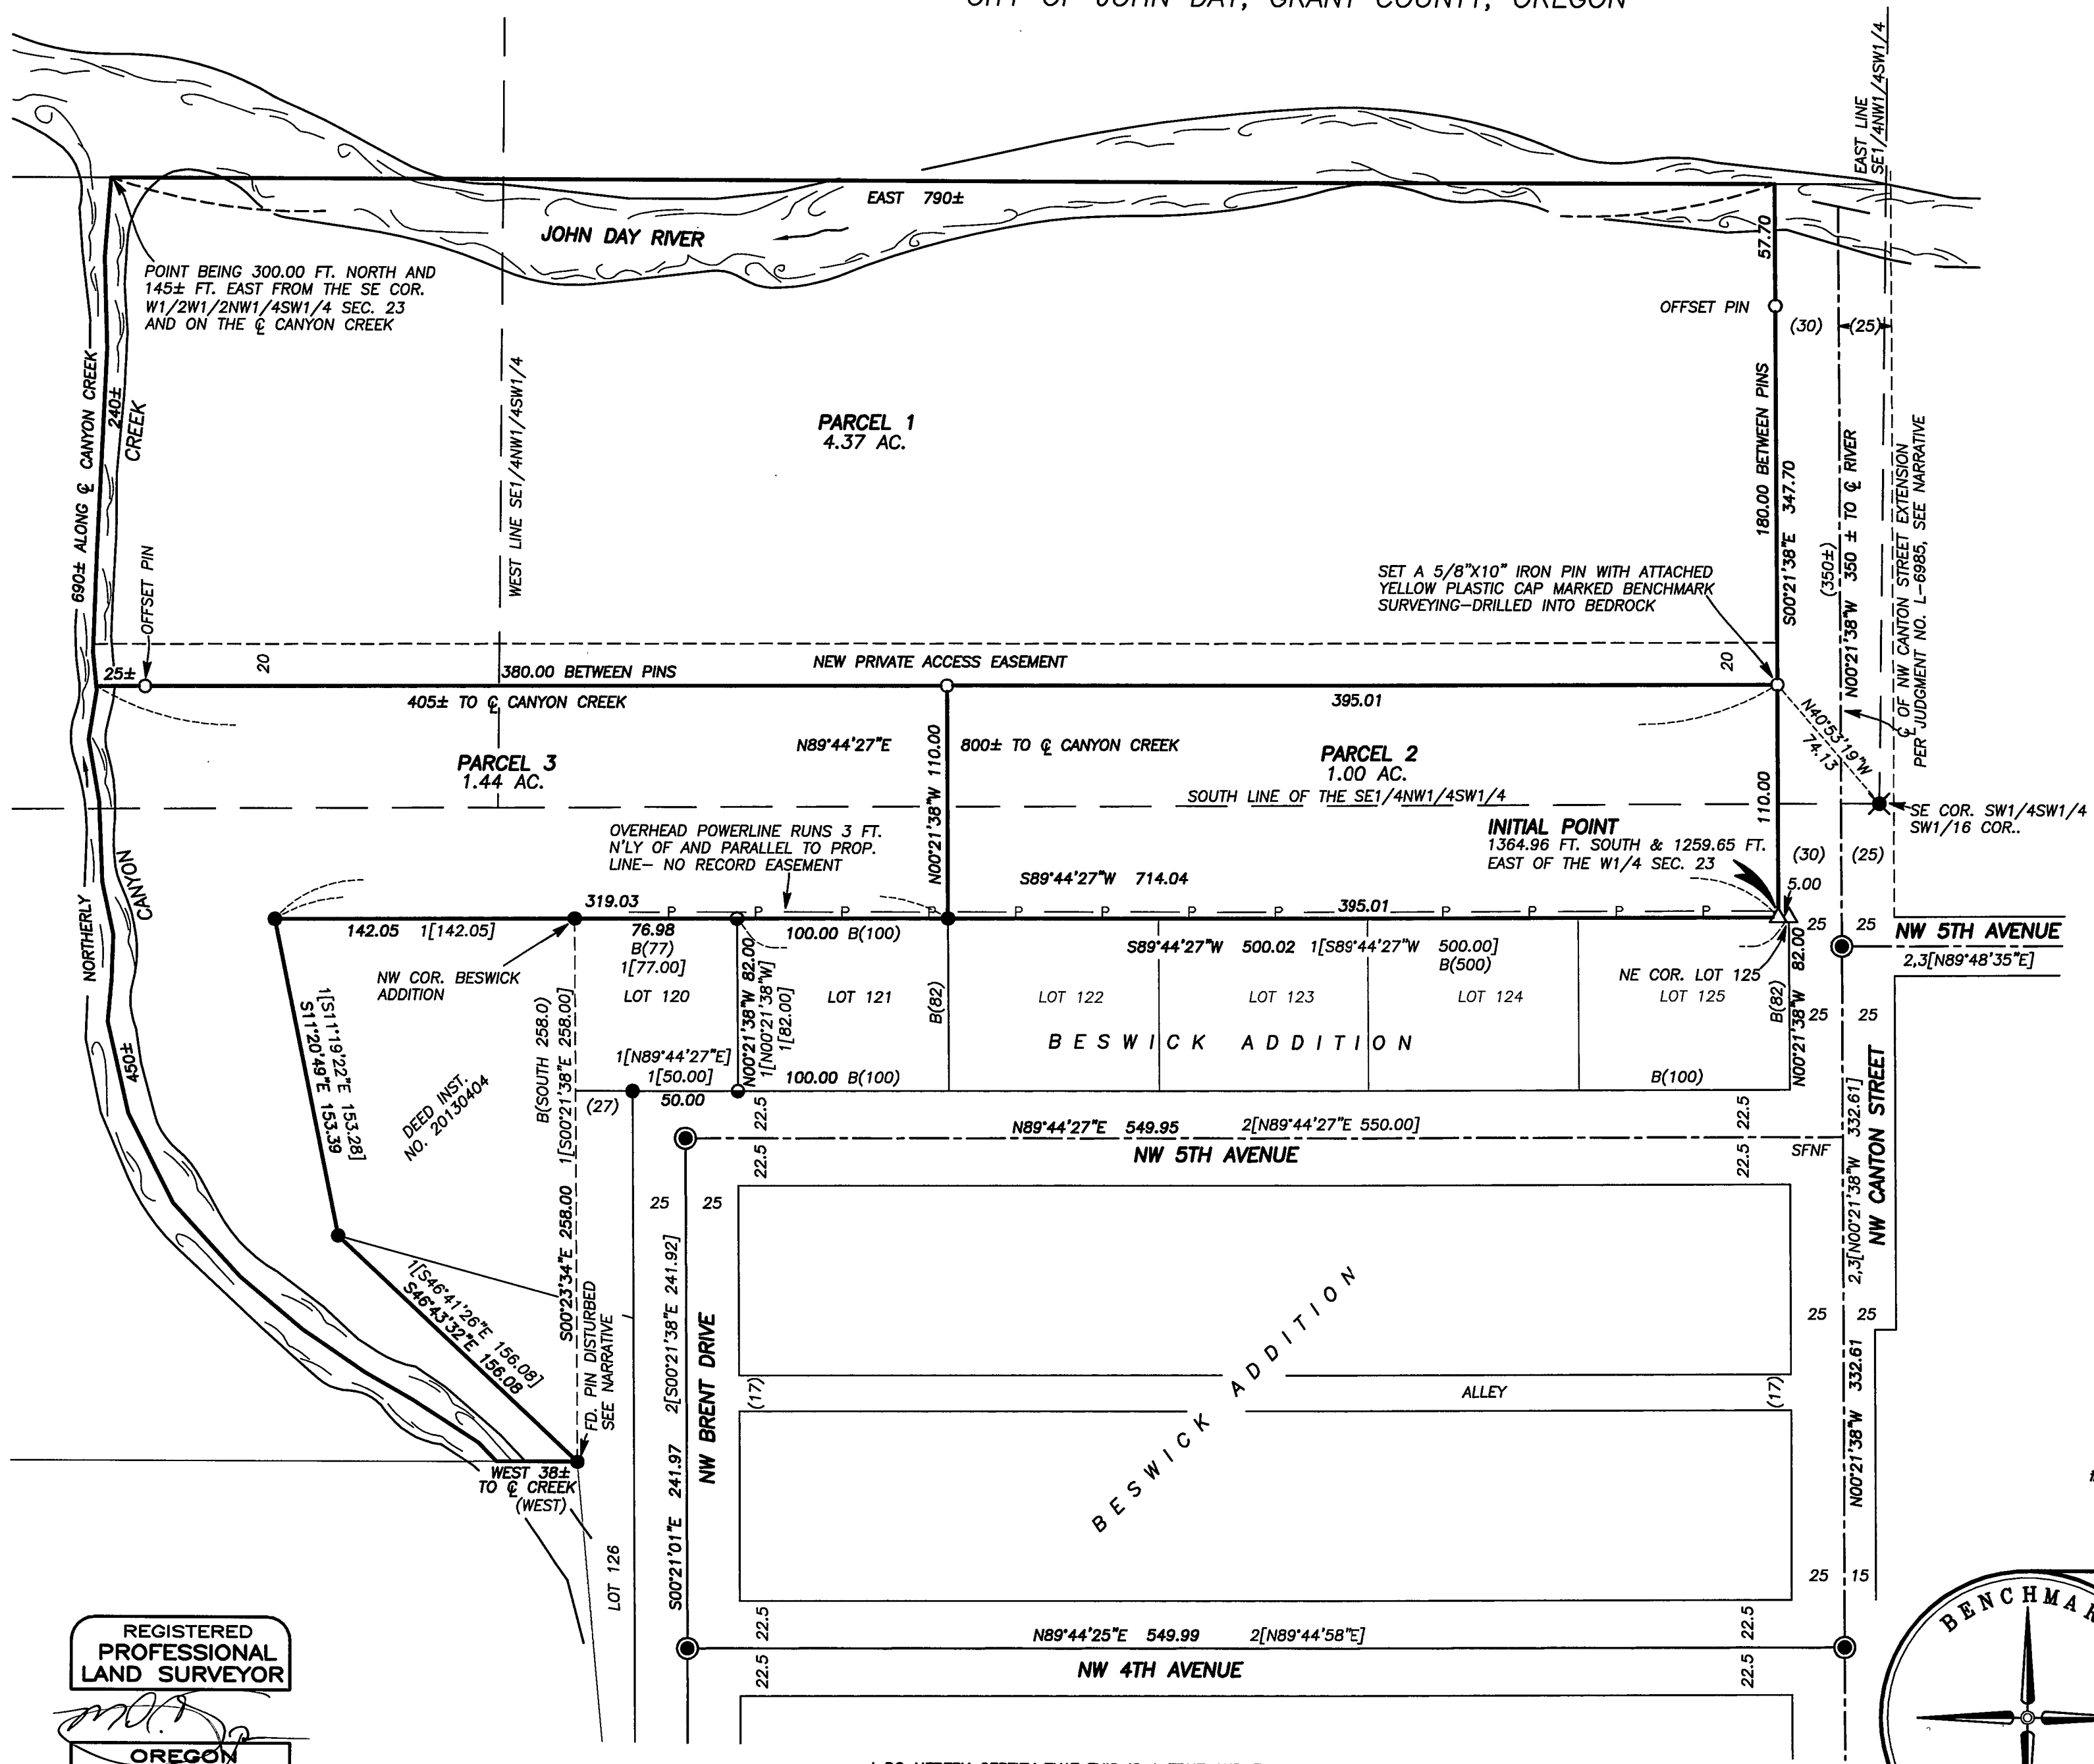 CITY OF JOHN DAY, GRANT COUNTY, OREGON
EAST LINE
SE1/4NW1/4SW1/4
EAST 790±
JOHN DAY RIVER
57.70
POINT BEING 300.00 FT. NORTH AND
145± FT. EAST FROM THE SE COR.
W1/2W1/2NW1/4SW1/4 SEC. 23
AND ON THE ℄ CANYON CREEK
OFFSET PIN
(30)
(25)
690± ALONG ℄ CANYON CREEK
240±
CREEK
WEST LINE SE1/4NW1/4SW1/4
PARCEL 1
4.37 AC.
180.00 BETWEEN PINS
S00°21'38"E 347.70
(350±)
N00°21'38"W 350 ± TO ℄ RIVER
℄ OF NW CANTON STREET EXTENSION
PER JUDGMENT NO. L-6985, SEE NARRATIVE
SET A 5/8"X10" IRON PIN WITH ATTACHED
YELLOW PLASTIC CAP MARKED BENCHMARK
SURVEYING-DRILLED INTO BEDROCK
OFFSET PIN
25±
20
380.00 BETWEEN PINS
NEW PRIVATE ACCESS EASEMENT
20
405± TO ℄ CANYON CREEK
395.01
N40°53'19"W
74.13
N89°44'27"E
800± TO ℄ CANYON CREEK
N00°21'38"W 110.00
PARCEL 3
1.44 AC.
PARCEL 2
1.00 AC.
110.00
SOUTH LINE OF THE SE1/4NW1/4SW1/4
SE COR. SW1/4SW1/4
SW1/16 COR..
OVERHEAD POWERLINE RUNS 3 FT.
N'LY OF AND PARALLEL TO PROP.
LINE- NO RECORD EASEMENT
INITIAL POINT
1364.96 FT. SOUTH & 1259.65 FT.
EAST OF THE W1/4 SEC. 23
(30)
(25)
S89°44'27"W 714.04
5.00
NORTHERLY
CANYON
319.03
P P P P P P P P P P P P
395.01
142.05 1[142.05]
76.98
B(77)
1[77.00]
100.00 B(100)
S89°44'27"W 500.02 1[S89°44'27"W 500.00]
B(500)
25
25
NW 5TH AVENUE
2,3[N89°48'35"E]
NW COR. BESWICK
ADDITION
NE COR. LOT 125
LOT 120
LOT 121
LOT 122
LOT 123
LOT 124
LOT 125
N00°21'38"W 82.00
1[N00°21'38"W]
1[82.00]
B(82)
B(82)
N00°21'38"W 82.00
25
25
BESWICK ADDITION
1[S11°19'22"E 153.28]
S11°20'49"E 153.39
450±
DEED INST.
NO. 20130404
B(SOUTH 258.0)
1[S00°21'38"E 258.00]
S00°23'34"E 258.00
1[N89°44'27"E]
1[50.00]
100.00 B(100)
B(100)
(27)
50.00
22.5
22.5
N89°44'27"E 549.95 2[N89°44'27"E 550.00]
NW 5TH AVENUE
22.5
22.5
SFNF
2,3[N00°21'38"W 332.61]
NW CANTON STREET
25
25
1[S46°41'26"E 156.08]
S46°43'32"E 156.08
FD. PIN DISTURBED
SEE NARRATIVE
2[S00°21'38"E 241.92]
S00°21'01"E 241.97
NW BRENT DRIVE
BESWICK ADDITION
25
25
N00°21'38"W 332.61
(17)
ALLEY
(17)
WEST 38±
TO ℄ CREEK
(WEST)
LOT 126
25
15
22.5
N89°44'25"E 549.99 2[N89°44'58"E]
22.5
NW 4TH AVENUE
22.5
22.5
REGISTERED
PROFESSIONAL
LAND SURVEYOR
OREGON
BENCHMAR